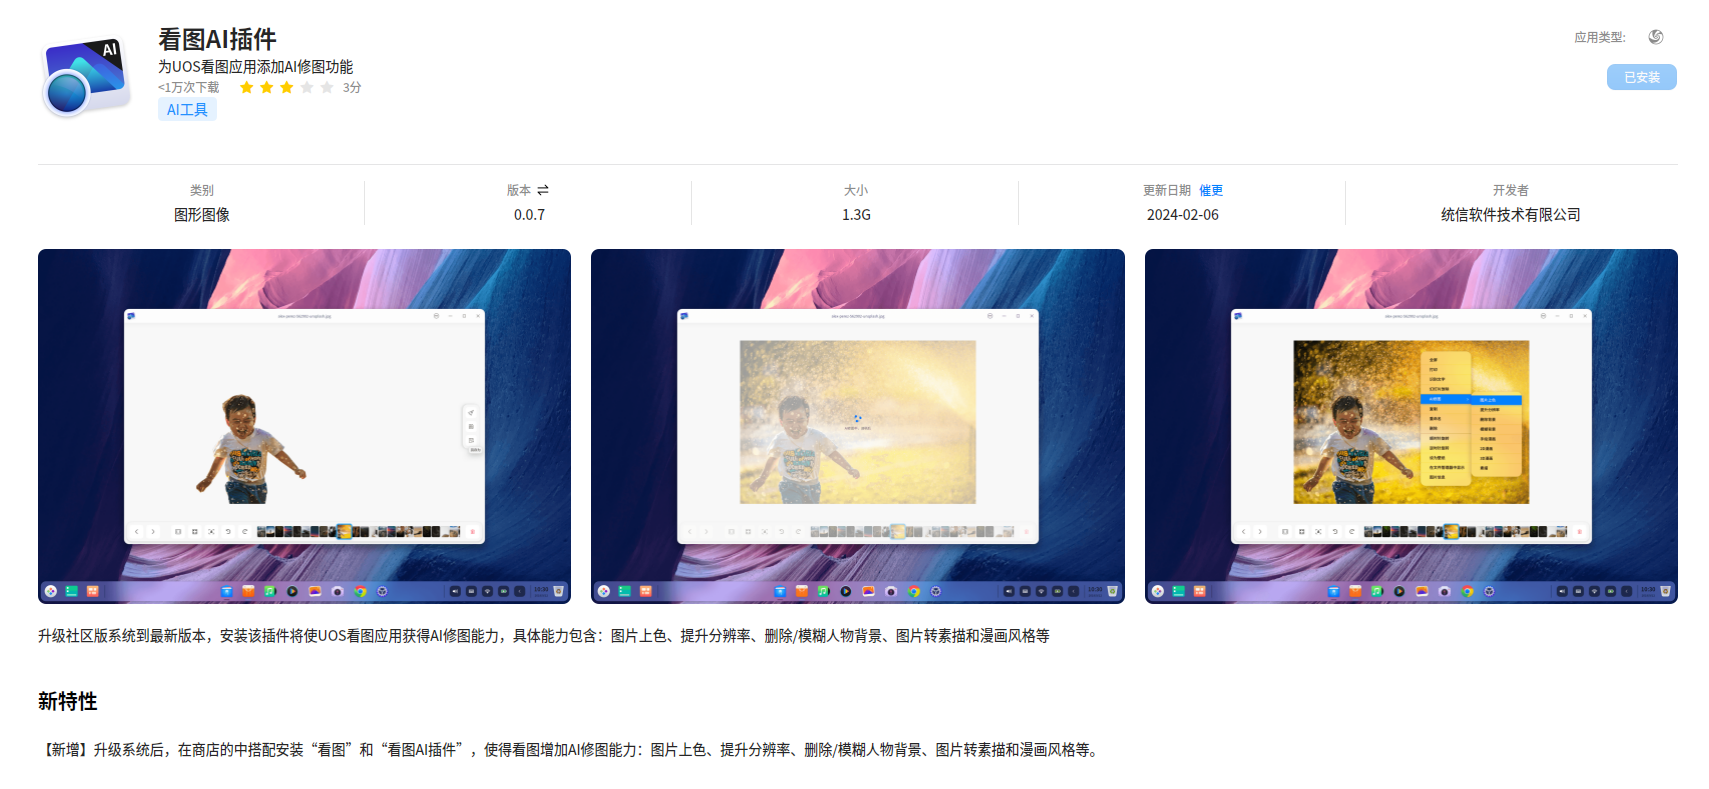 AI
看图AI插件
为UOS看图应用添加AI修图功能
<1万次下载 3分
AI工具
应用类型:
已安装
类别
图形图像
版本
0.0.7
大小
1.3G
更新日期 催更
2024-02-06
开发者
统信软件技术有限公司
升级社区版系统到最新版本，安装该插件将使UOS看图应用获得AI修图能力，具体能力包含：图片上色、提升分辨率、删除/模糊人物背景、图片转素描和漫画风格等
新特性
【新增】升级系统后，在商店的中搭配安装“看图”和“看图AI插件”，使得看图增加AI修图能力：图片上色、提升分辨率、删除/模糊人物背景、图片转素描和漫画风格等。